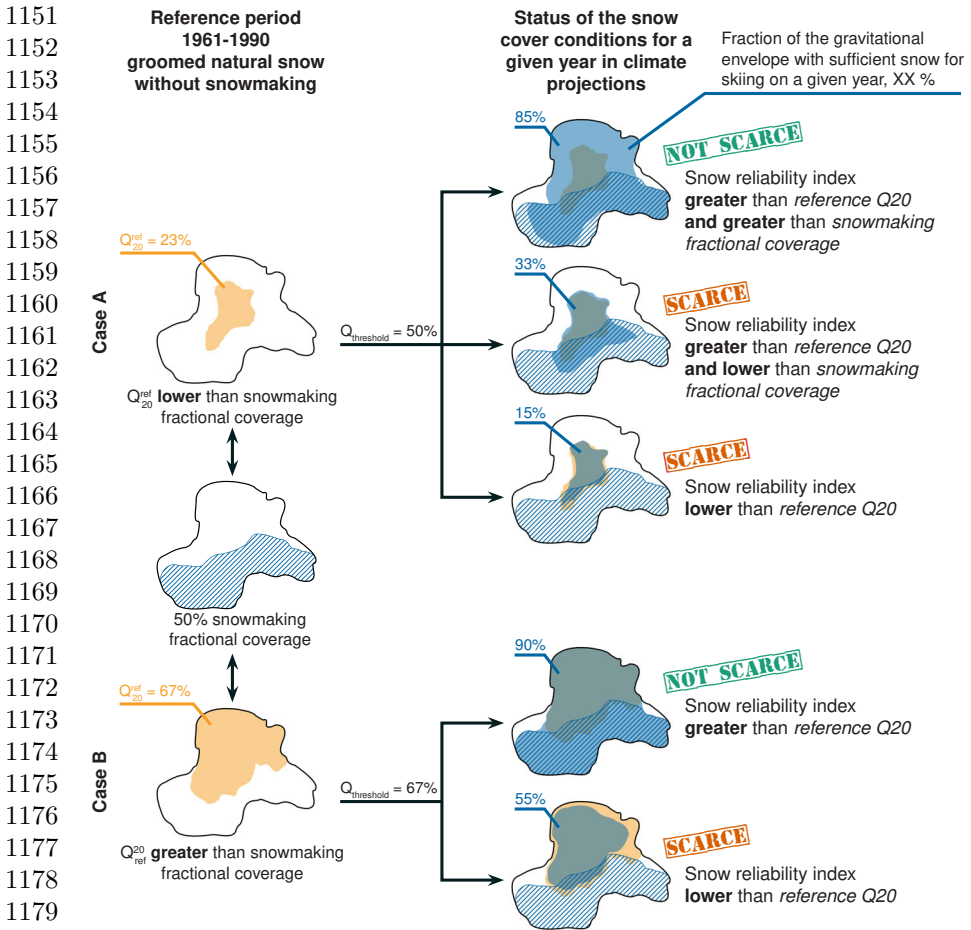 1151
1152
1153
1154
1155
1156
1157
1158
1159
1160
1161
1162
1163
1164
1165
1166
1167
1168
1169
1170
1171
1172
1173
1174
1175
1176
1177
1178
1179
Reference period
1961-1990
groomed natural snow
without snowmaking
Status of the snow
cover conditions for a
given year in climate
projections
Fraction of the gravitational
envelope with sufficient snow for
skiing on a given year, XX %
Case A
Q₂₀ʳᵉᶠ = 23%
Q₂₀ʳᵉᶠ lower than snowmaking
fractional coverage
Qthreshold = 50%
85%
NOT SCARCE
Snow reliability index
greater than reference Q20
and greater than snowmaking
fractional coverage
33%
SCARCE
Snow reliability index
greater than reference Q20
and lower than snowmaking
fractional coverage
15%
SCARCE
Snow reliability index
lower than reference Q20
50% snowmaking
fractional coverage
Case B
Q₂₀ʳᵉᶠ = 67%
Q²⁰ref greater than snowmaking
fractional coverage
Qthreshold = 67%
90%
NOT SCARCE
Snow reliability index
greater than reference Q20
55%
SCARCE
Snow reliability index
lower than reference Q20